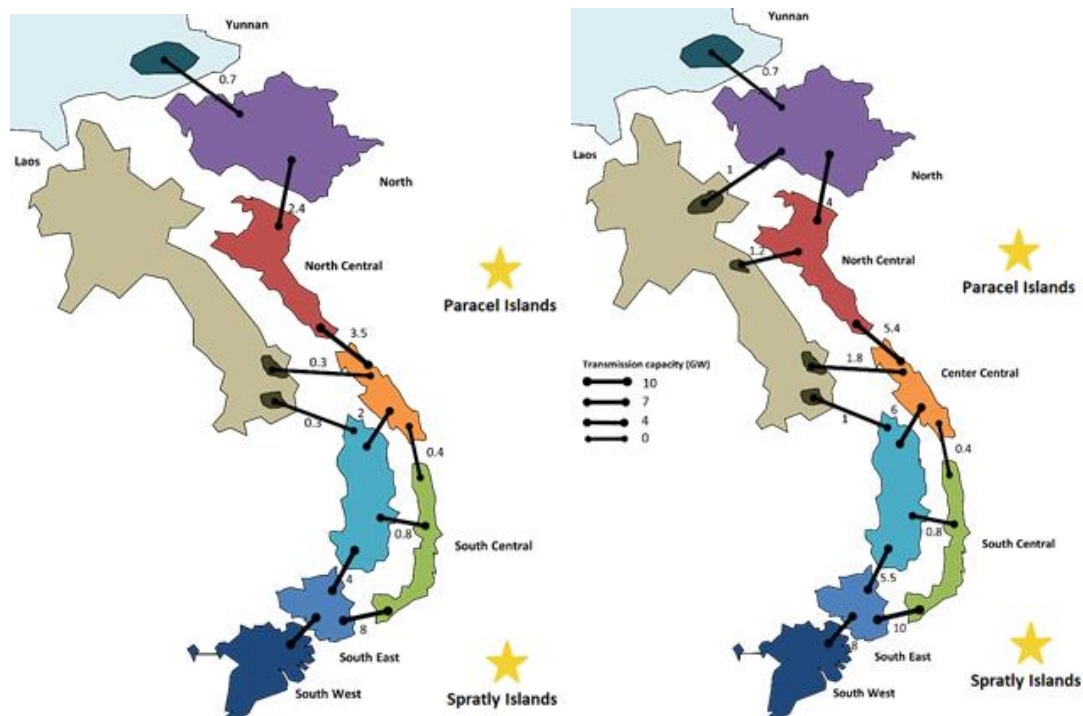 Yunnan
0.7
Laos
North
2.4
North Central
Paracel Islands
3.5
0.3
0.3
2
0.4
0.8
South Central
4
8
South East
South West
Spratly Islands
Yunnan
0.7
Laos
1
North
4
1.2
North Central
Paracel Islands
5.4
1.8
Center Central
Transmission capacity (GW)
10
7
4
0
1
6
0.4
0.8
South Central
5.5
10
8
South East
South West
Spratly Islands